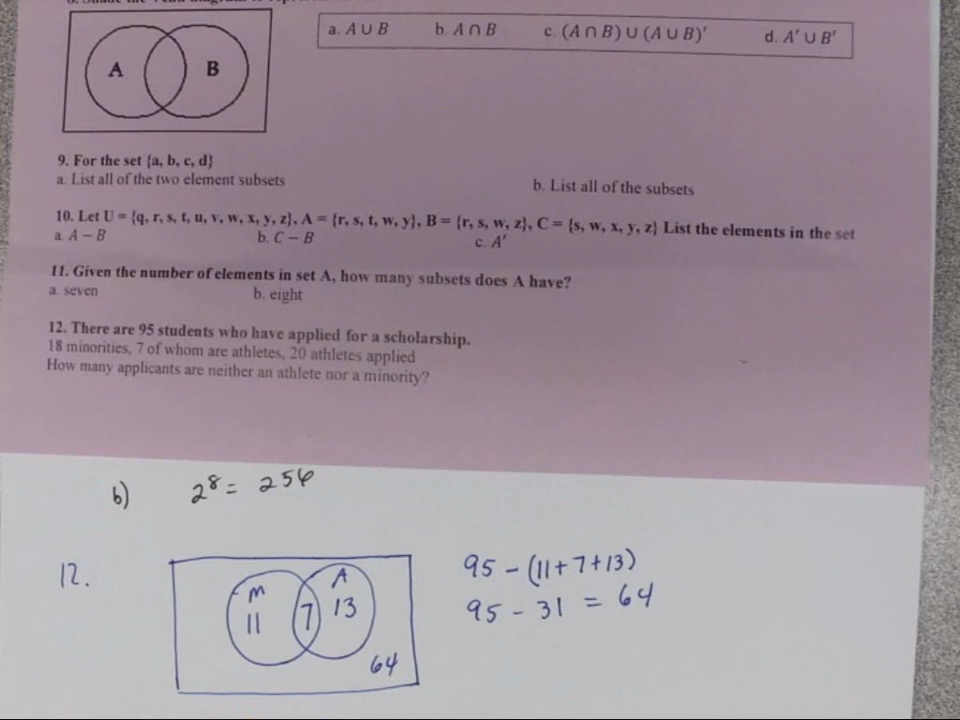 a. A ∪ B b. A ∩ B c. (A ∩ B) ∪ (A ∪ B)′ d. A′ ∪ B′
A B
9. For the set {a, b, c, d}
a. List all of the two element subsets b. List all of the subsets
10. Let U = {q, r, s, t, u, v, w, x, y, z}, A = {r, s, t, w, y}, B = {r, s, w, z}, C = {s, w, x, y, z} List the elements in the set
a. A – B b. C – B c. A′
11. Given the number of elements in set A, how many subsets does A have?
a. seven b. eight
12. There are 95 students who have applied for a scholarship.
18 minorities, 7 of whom are athletes, 20 athletes applied
How many applicants are neither an athlete nor a minority?
b) 2⁸ = 256
12.
M A
11 7 13
64
95 – (11+7+13)
95 – 31 = 64